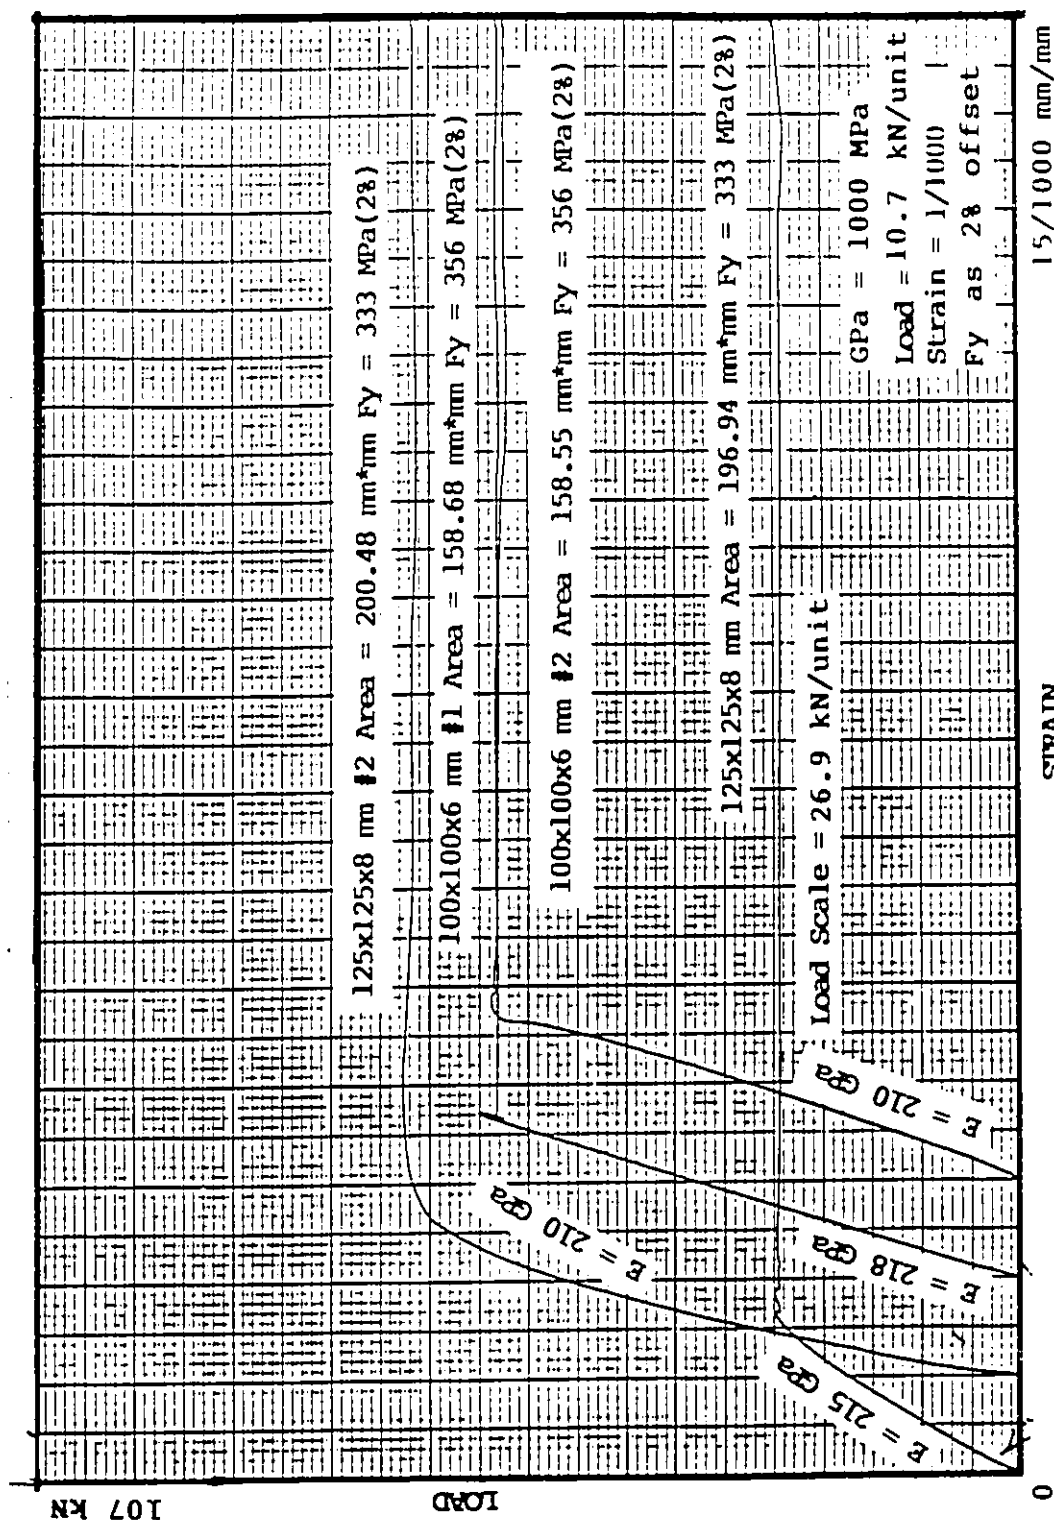 107 kN
LOAD
125x125x8 mm #2 Area = 200.48 mm*mm Fy = 333 MPa(2%)
100x100x6 mm #1 Area = 158.68 mm*mm Fy = 356 MPa(2%)
100x100x6 mm #2 Area = 158.55 mm*mm Fy = 356 MPa(2%)
125x125x8 mm Area = 196.94 mm*mm Fy = 333 MPa(2%)
Load Scale = 26.9 kN/unit
GPa = 1000 MPa
Load = 10.7 kN/unit
Strain = 1/1000
Fy as 2% offset
E = 215 GPa
E = 210 GPa
E = 218 GPa
E = 210 GPa
0
STRAIN
15/1000 mm/mm